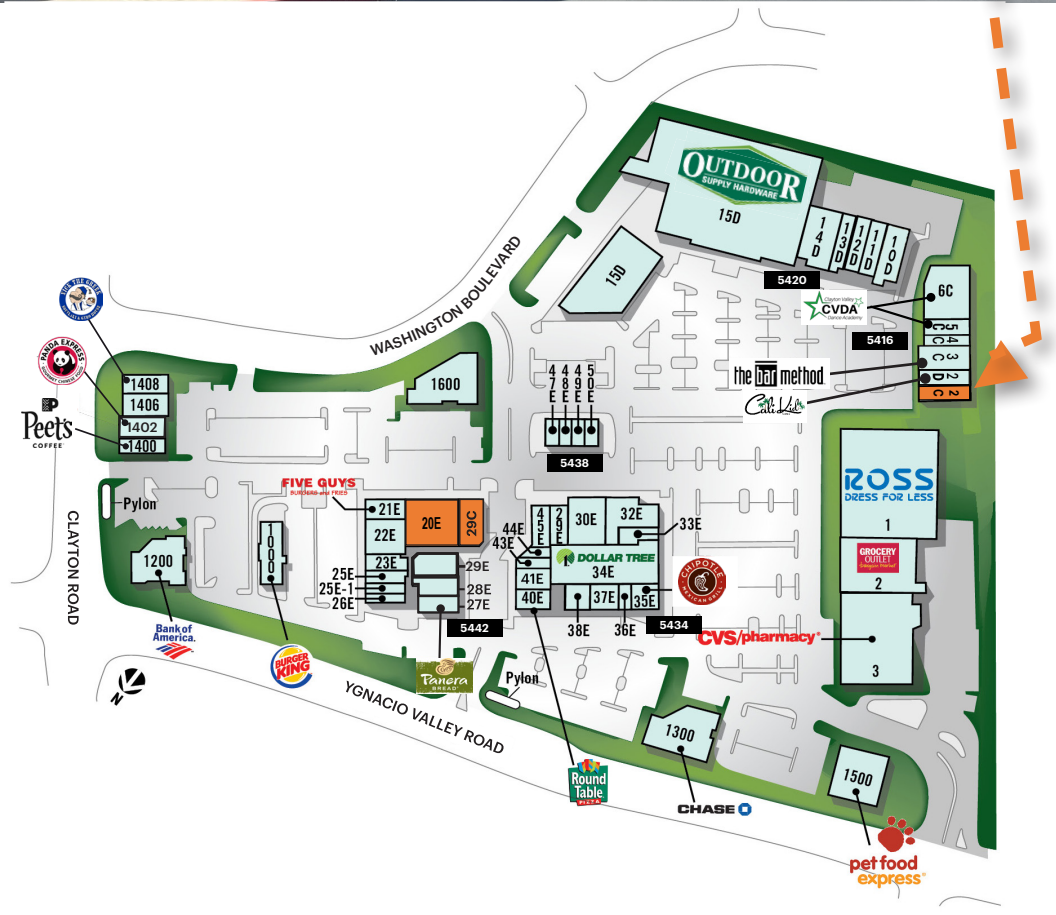 OUTDOOR
SUPPLY HARDWARE
15D
14D
13D
12D
11D
10D
15D
5420
6C
Clayton Valley
CVDA
Dance Academy
5C
4C
5416
3C
the bar method
2D
Cali Kid
2C
WASHINGTON BOULEVARD
PANDA EXPRESS
GOURMET CHINESE FOOD
1408
1406
1402
1400
Peet's
COFFEE
1600
47E
48E
49E
50E
5438
ROSS
DRESS FOR LESS
1
GROCERY
OUTLET
2
CVS/pharmacy
3
FIVE GUYS
BURGERS and FRIES
21E
20E
29C
22E
23E
25E
25E-1
26E
29E
28E
27E
5442
Panera
BREAD
Pylon
CLAYTON ROAD
1200
1000
Bank of
America.
BURGER
KING
N
YGNACIO VALLEY ROAD
Pylon
45E
30E
32E
33E
44E
43E
DOLLAR TREE
34E
41E
40E
38E
37E
36E
35E
5434
CHIPOTLE
MEXICAN GRILL
Round
Table
PIZZA
1300
CHASE
1500
pet food
express